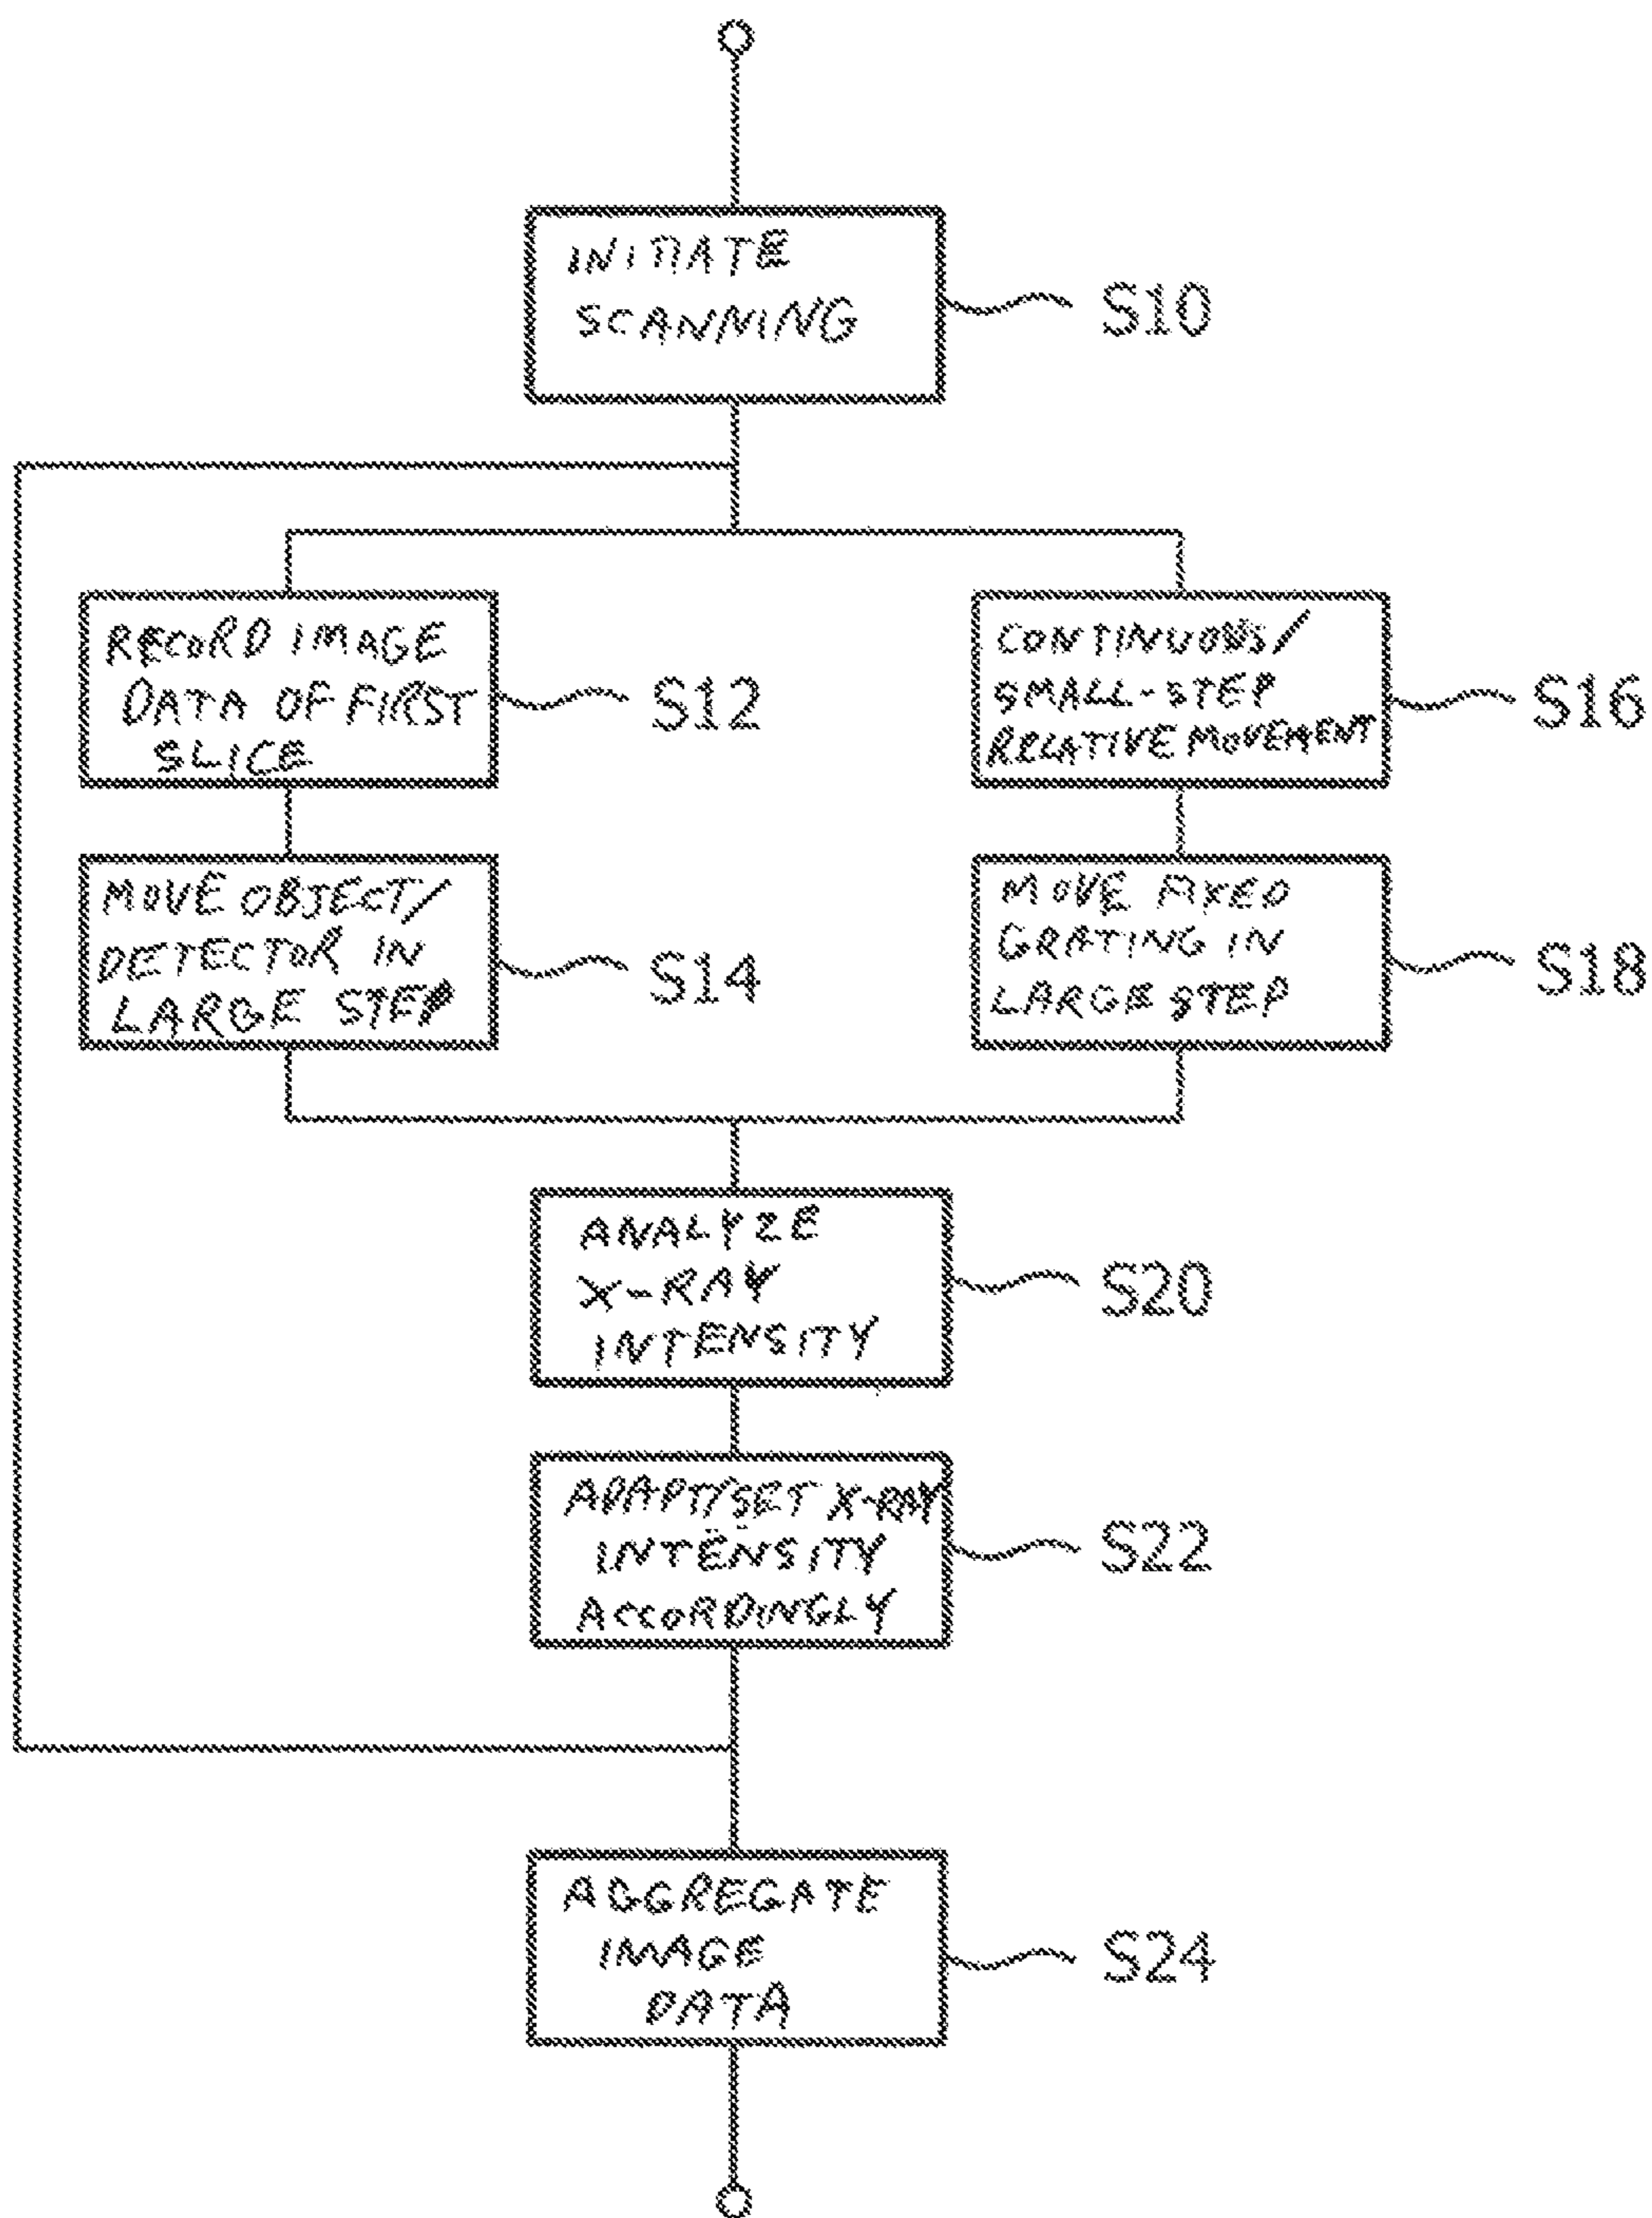 INITIATE
SCANNING
S10
RECORD IMAGE
DATA OF FIRST
SLICE
S12
CONTINUOUS/
SMALL-STEP
RELATIVE MOVEMENT
S16
MOVE OBJECT/
DETECTOR IN
LARGE STEP
S14
MOVE FIXED
GRATING IN
LARGE STEP
S18
ANALYZE
X-RAY
INTENSITY
S20
ADAPT/SET X-RAY
INTENSITY
ACCORDINGLY
S22
AGGREGATE
IMAGE
DATA
S24